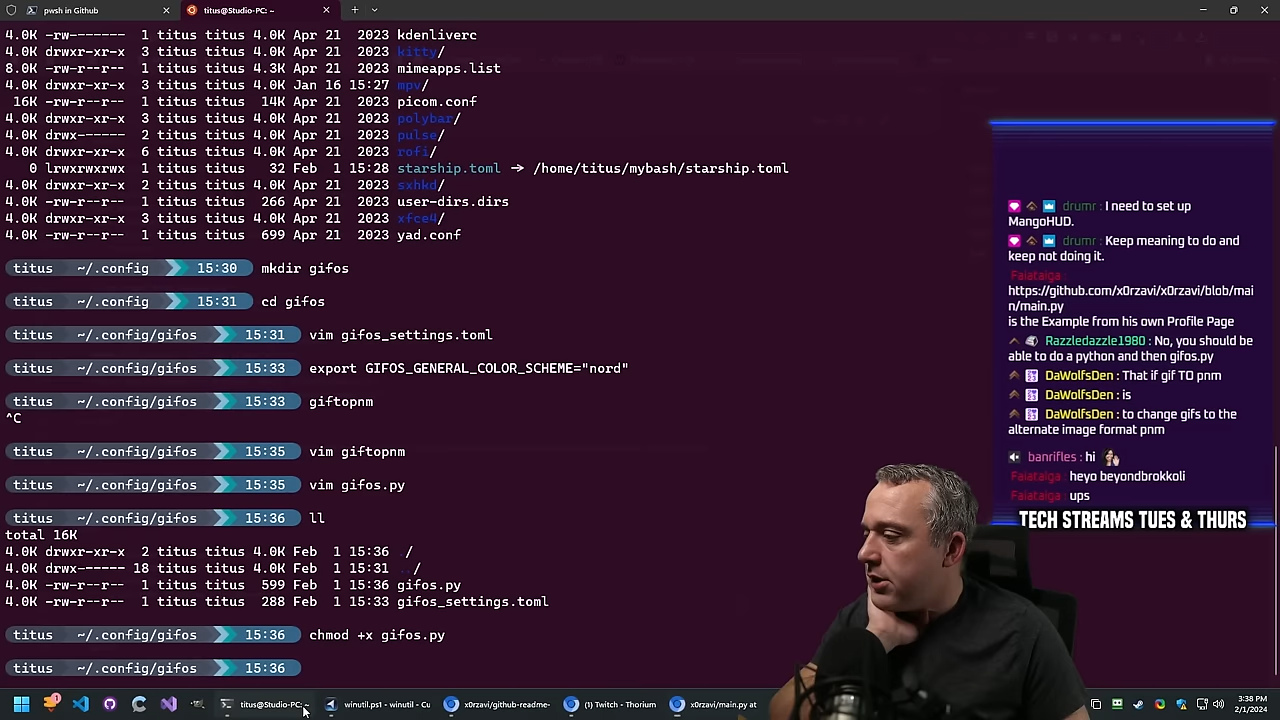 pwsh in Github
titus@Studio-PC: ~
4.0K -rw------- 1 titus titus 4.0K Apr 21 2023 kdenliverc
4.0K drwxr-xr-x 3 titus titus 4.0K Apr 21 2023 kitty/
8.0K -rw-r--r-- 1 titus titus 4.3K Apr 21 2023 mimeapps.list
4.0K drwxr-xr-x 3 titus titus 4.0K Jan 16 15:27 mpv/
16K -rw-r--r-- 1 titus titus 14K Apr 21 2023 picom.conf
4.0K drwxr-xr-x 3 titus titus 4.0K Apr 21 2023 polybar/
4.0K drwx------ 2 titus titus 4.0K Apr 21 2023 pulse/
4.0K drwxr-xr-x 6 titus titus 4.0K Apr 21 2023 rofi/
0 lrwxrwxrwx 1 titus titus 32 Feb 1 15:28 starship.toml → /home/titus/mybash/starship.toml
4.0K drwxr-xr-x 2 titus titus 4.0K Apr 21 2023 sxhkd/
4.0K -rw-r--r-- 1 titus titus 266 Apr 21 2023 user-dirs.dirs
4.0K drwxr-xr-x 3 titus titus 4.0K Apr 21 2023 xfce4/
4.0K -rw-r--r-- 1 titus titus 699 Apr 21 2023 yad.conf
titus ~/.config 15:30 mkdir gifos
titus ~/.config 15:31 cd gifos
titus ~/.config/gifos 15:31 vim gifos_settings.toml
titus ~/.config/gifos 15:33 export GIFOS_GENERAL_COLOR_SCHEME="nord"
titus ~/.config/gifos 15:33 giftopnm
^C
titus ~/.config/gifos 15:35 vim giftopnm
titus ~/.config/gifos 15:35 vim gifos.py
titus ~/.config/gifos 15:36 ll
total 16K
4.0K drwxr-xr-x 2 titus titus 4.0K Feb 1 15:36 ./
4.0K drwx------ 18 titus titus 4.0K Feb 1 15:31 ../
4.0K -rw-r--r-- 1 titus titus 599 Feb 1 15:36 gifos.py
4.0K -rw-r--r-- 1 titus titus 288 Feb 1 15:33 gifos_settings.toml
titus ~/.config/gifos 15:36 chmod +x gifos.py
titus ~/.config/gifos 15:36
drumr : I need to set up
MangoHUD.
drumr : Keep meaning to do and
keep not doing it.
Faiataiga :
https://github.com/x0rzavi/x0rzavi/blob/mai
n/main.py
is the Example from his own Profile Page
Razzledazzle1980 : No, you should be
able to do a python and then gifos.py
DaWolfsDen : That if gif TO pnm
DaWolfsDen : is
DaWolfsDen : to change gifs to the
alternate image format pnm
banrifles : hi
Faiataiga : heyo beyondbrokkoli
Faiataiga : ups
TECH STREAMS TUES & THURS
titus@Studio-PC: ~
winutil.ps1 - winutil - Cu
x0rzavi/github-readme-
(1) Twitch - Thorium
x0rzavi/main.py at
3:38 PM
2/1/2024